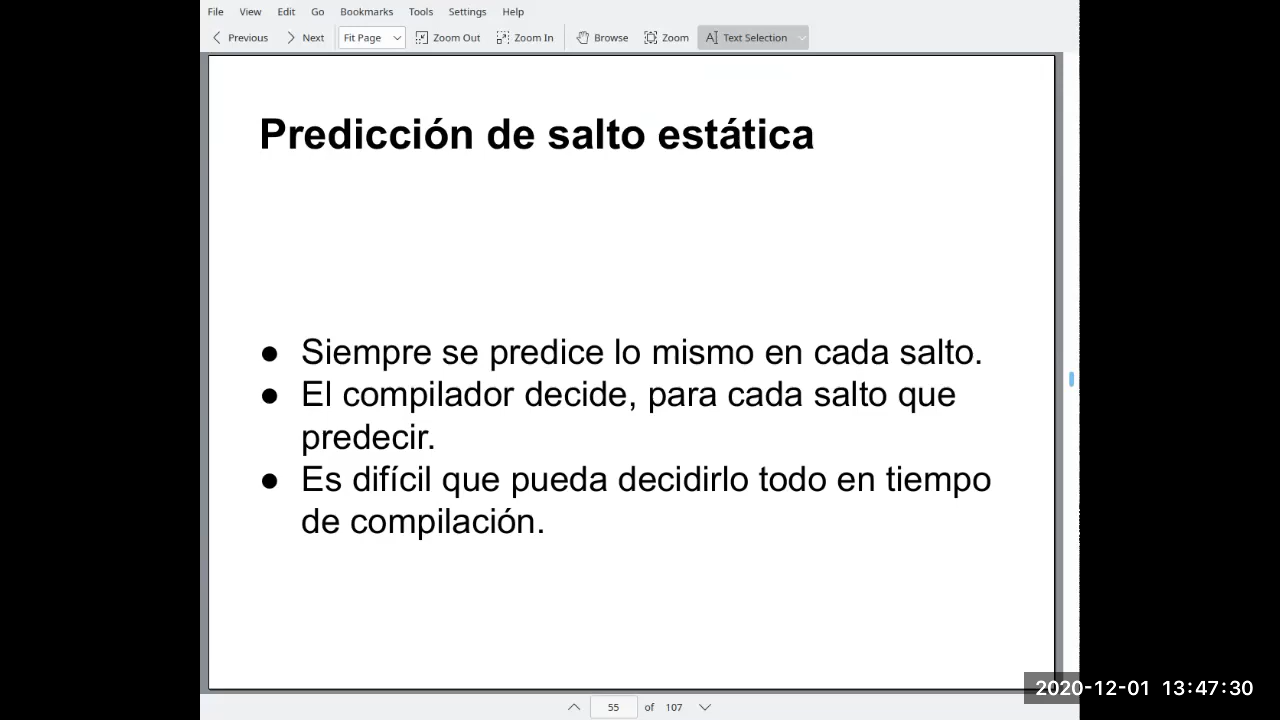 File View Edit Go Bookmarks Tools Settings Help
Previous Next Fit Page Zoom Out Zoom In Browse Zoom Text Selection
Predicción de salto estática
● Siempre se predice lo mismo en cada salto.
● El compilador decide, para cada salto que
predecir.
● Es difícil que pueda decidirlo todo en tiempo
de compilación.
2020-12-01 13:47:30
55 of 107